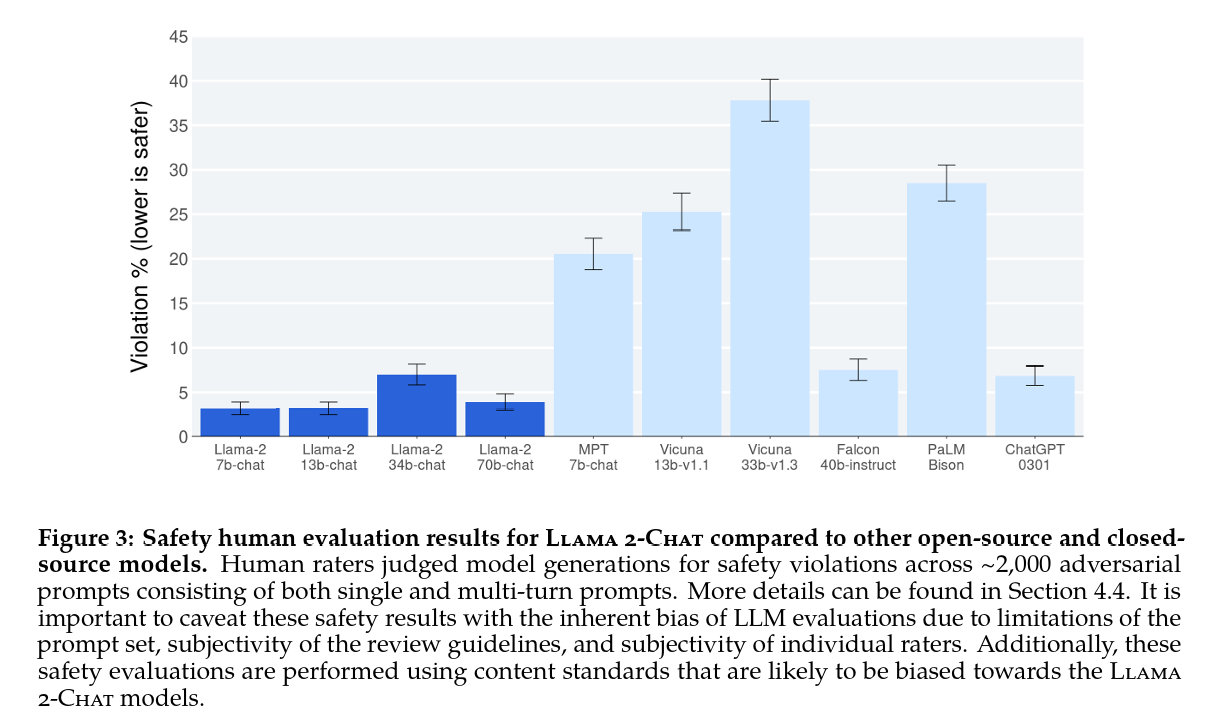 Violation % (lower is safer)
45
40
35
30
25
20
15
10
5
0
Llama-2
7b-chat
Llama-2
13b-chat
Llama-2
34b-chat
Llama-2
70b-chat
MPT
7b-chat
Vicuna
13b-v1.1
Vicuna
33b-v1.3
Falcon
40b-instruct
PaLM
Bison
ChatGPT
0301
Figure 3: Safety human evaluation results for Llama 2-Chat compared to other open-source and closed-
source models. Human raters judged model generations for safety violations across ~2,000 adversarial
prompts consisting of both single and multi-turn prompts. More details can be found in Section 4.4. It is
important to caveat these safety results with the inherent bias of LLM evaluations due to limitations of the
prompt set, subjectivity of the review guidelines, and subjectivity of individual raters. Additionally, these
safety evaluations are performed using content standards that are likely to be biased towards the Llama
2-Chat models.